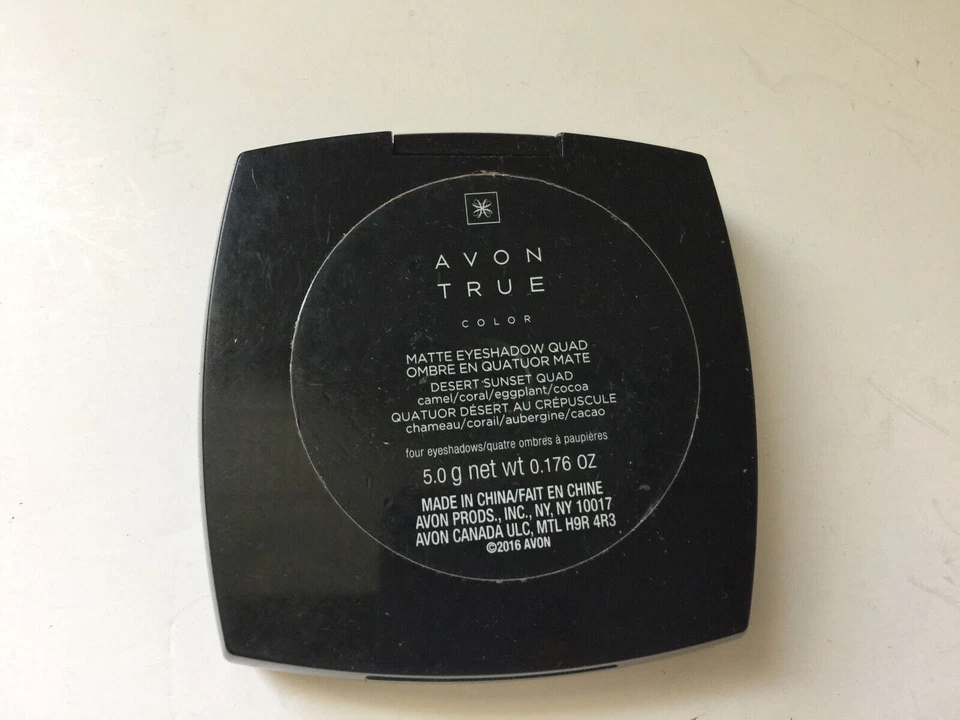 AVON
TRUE
COLOR
MATTE EYESHADOW QUAD
OMBRE EN QUATUOR MATE
DESERT SUNSET QUAD
camel/coral/eggplant/cocoa
QUATUOR DÉSERT AU CRÉPUSCULE
chameau/corail/aubergine/cacao
four eyeshadows/quatre ombres à paupières
5.0 g net wt 0.176 OZ
MADE IN CHINA/FAIT EN CHINE
AVON PRODS., INC., NY, NY 10017
AVON CANADA ULC, MTL H9R 4R3
©2016 AVON